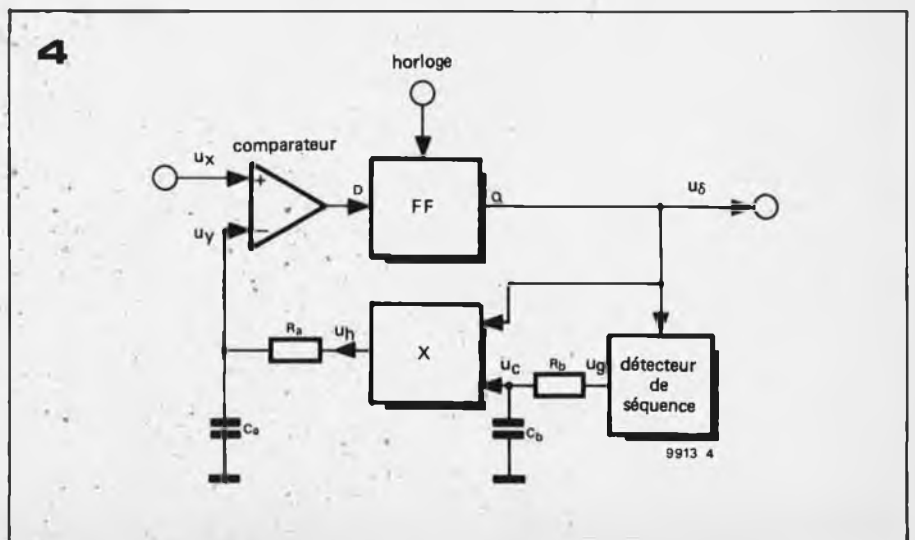 4
horloge
comparateur
ux
+
D
FF
Q
uδ
uy
−
Ra
uh
X
uc
Rb
ug
détecteur
de
séquence
Ca
Cb
9913 4